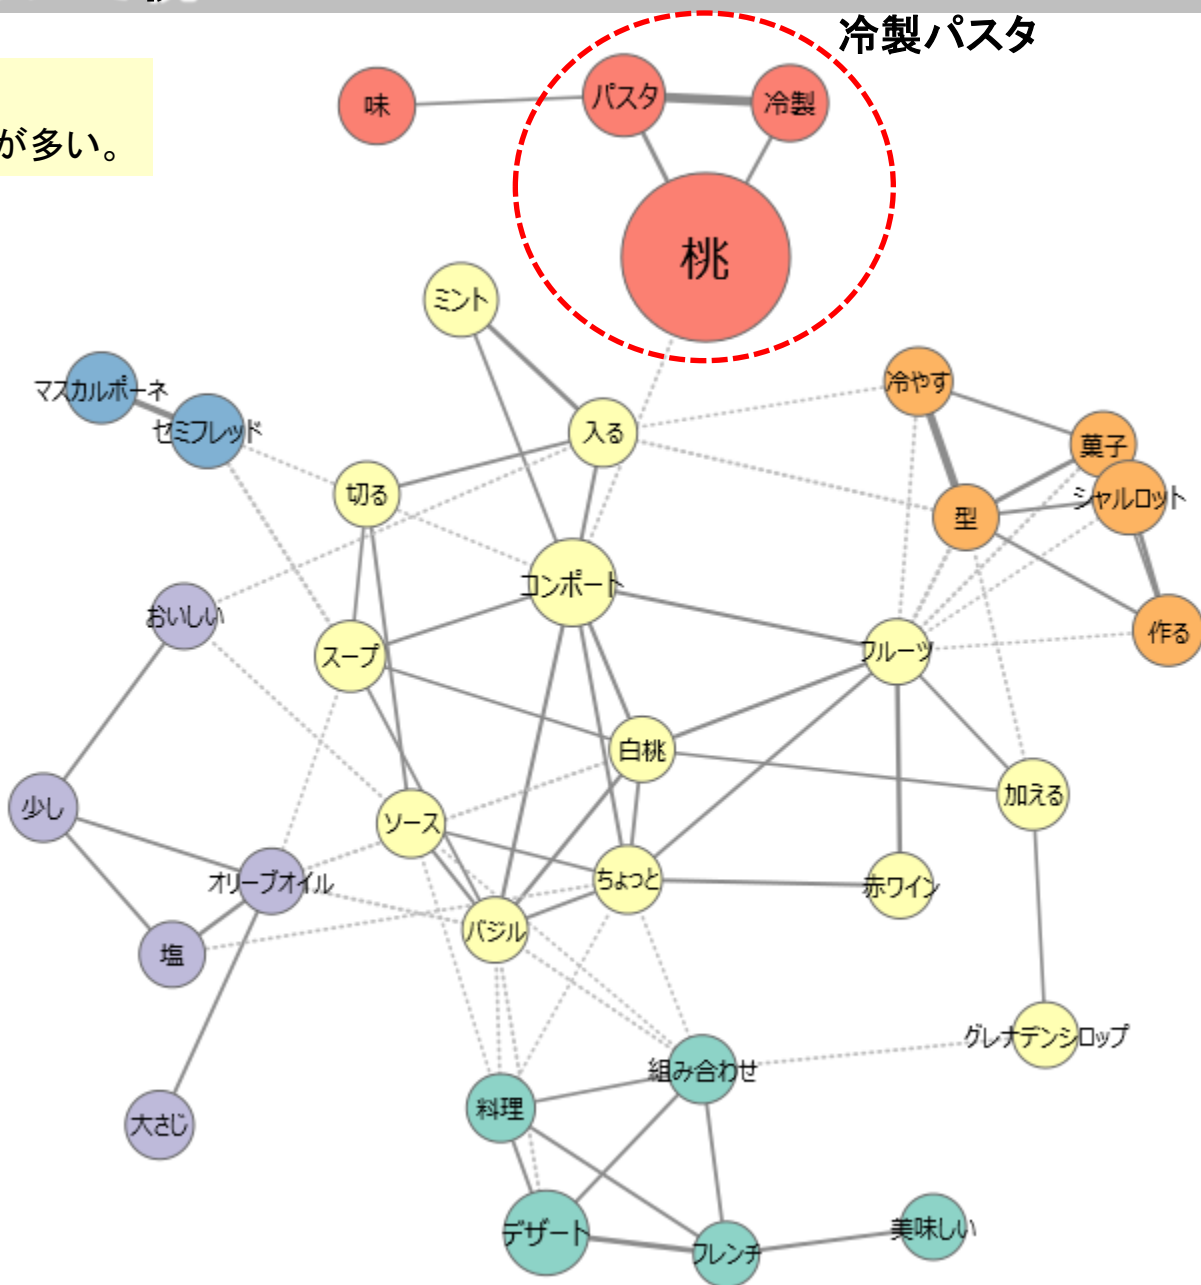 冷製パスタ
が多い。
味
パスタ
冷製
桃
ミント
マスカルポーネ
セミフレッド
入る
冷やす
菓子
シャルロット
型
切る
コンポート
おいしい
スープ
フルーツ
作る
白桃
少し
ソース
加える
オリーブオイル
ちょっと
赤ワイン
バジル
塩
グレナデンシロップ
組み合わせ
料理
大さじ
デザート
フレンチ
美味しい